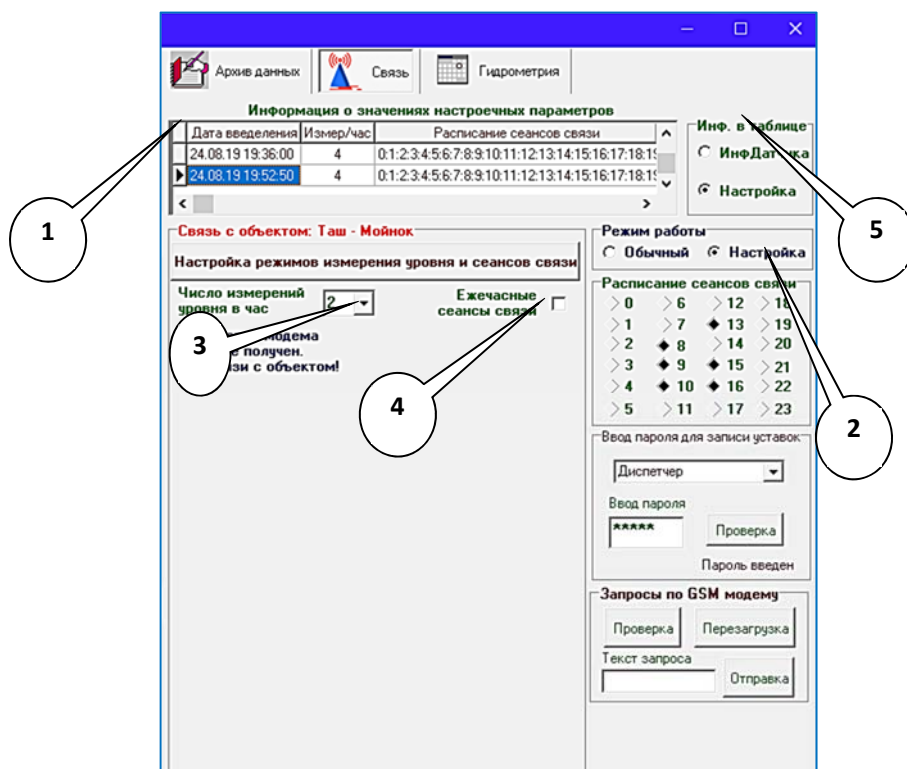 Архив данных Связь Гидрометрия
Информация о значениях настроечных параметров
Дата введеления Измер/час Расписание сеансов связи
24.08.19 19:36:00 4 0:1:2:3:4:5:6:7:8:9:10:11:12:13:14:15:16:17:18:1
24.08.19 19:52:50 4 0:1:2:3:4:5:6:7:8:9:10:11:12:13:14:15:16:17:18:1
Инф. в таблице
ИнфДатчика
Настройка
1
5
Связь с объектом: Таш - Мойнок
Настройка режимов измерения уровня и сеансов связи
Число измерений
уровня в час
2
Ежечасные
сеансы связи
модема
получен.
с объектом!
3
4
Режим работы
Обычный Настройка
Расписание сеансов связи
0 6 12 18
1 7 13 19
2 8 14 20
3 9 15 21
4 10 16 22
5 11 17 23
2
Ввод пароля для записи уставок
Диспетчер
Ввод пароля
*****
Проверка
Пароль введен
Запросы по GSM модему
Проверка Перезагрузка
Текст запроса
Отправка